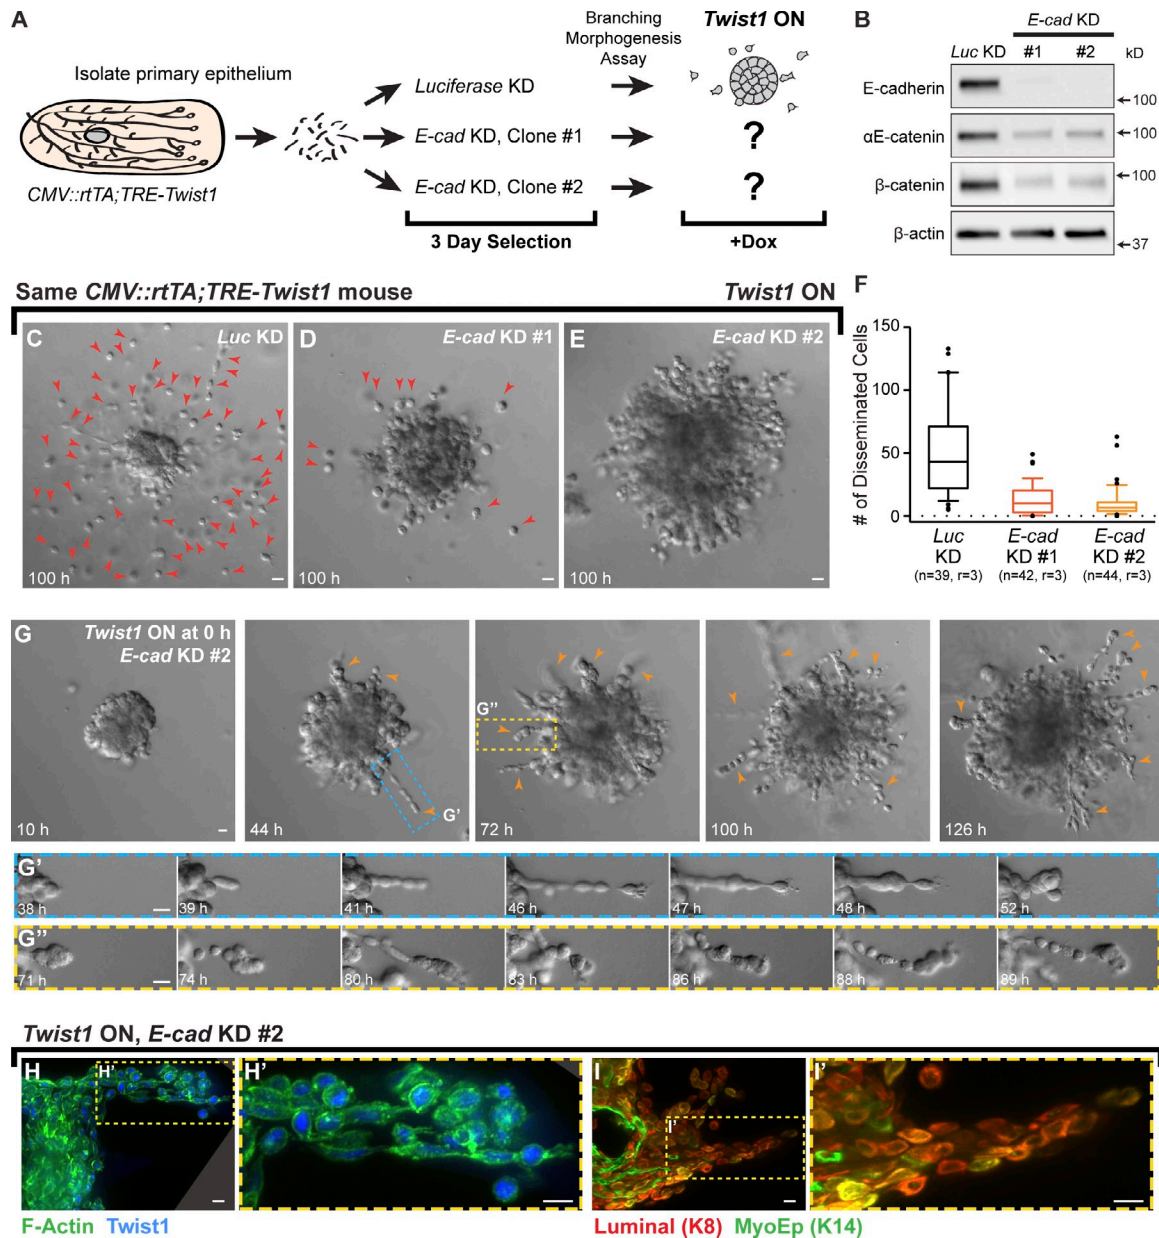 A
Isolate primary epithelium
CMV::rtTA;TRE-Twist1
Luciferase KD
E-cad KD, Clone #1
E-cad KD, Clone #2
3 Day Selection
Branching
Morphogenesis
Assay
Twist1 ON
?
?
+Dox
B
E-cad KD
Luc KD #1 #2 kD
E-cadherin
100
αE-catenin
100
β-catenin
100
β-actin
37
Same CMV::rtTA;TRE-Twist1 mouse
Twist1 ON
C
Luc KD
100 h
D
E-cad KD #1
100 h
E
E-cad KD #2
100 h
F
# of Disseminated Cells
150
100
50
0
Luc
KD
(n=39, r=3)
E-cad
KD #1
(n=42, r=3)
E-cad
KD #2
(n=44, r=3)
G
Twist1 ON at 0 h
E-cad KD #2
10 h
G'
44 h
G''
72 h
100 h
126 h
G'
38 h
39 h
41 h
46 h
47 h
48 h
52 h
G''
71 h
74 h
80 h
83 h
86 h
88 h
89 h
Twist1 ON, E-cad KD #2
H
H'
H'
I
I'
I'
F-Actin Twist1
Luminal (K8) MyoEp (K14)